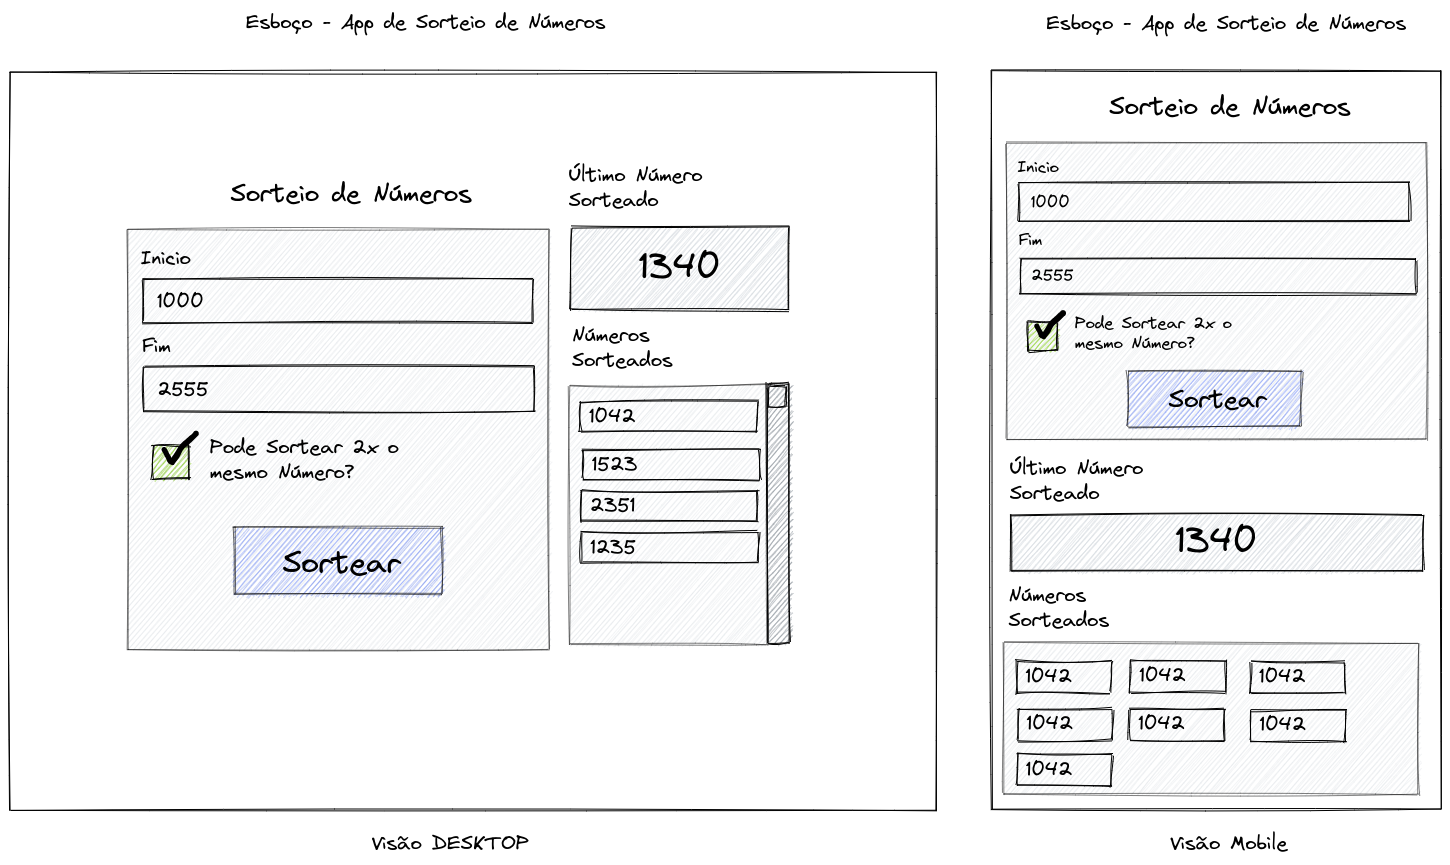 Esboço - App de Sorteio de Números
Sorteio de Números
Inicio
1000
Fim
2555
Pode Sortear 2x o
mesmo Número?
Sortear
Último Número
Sorteado
1340
Números
Sorteados
1042
1523
2351
1235
Visão DESKTOP
Esboço - App de Sorteio de Números
Sorteio de Números
Inicio
1000
Fim
2555
Pode Sortear 2x o
mesmo Número?
Sortear
Último Número
Sorteado
1340
Números
Sorteados
1042 1042 1042
1042 1042 1042
1042
Visão Mobile